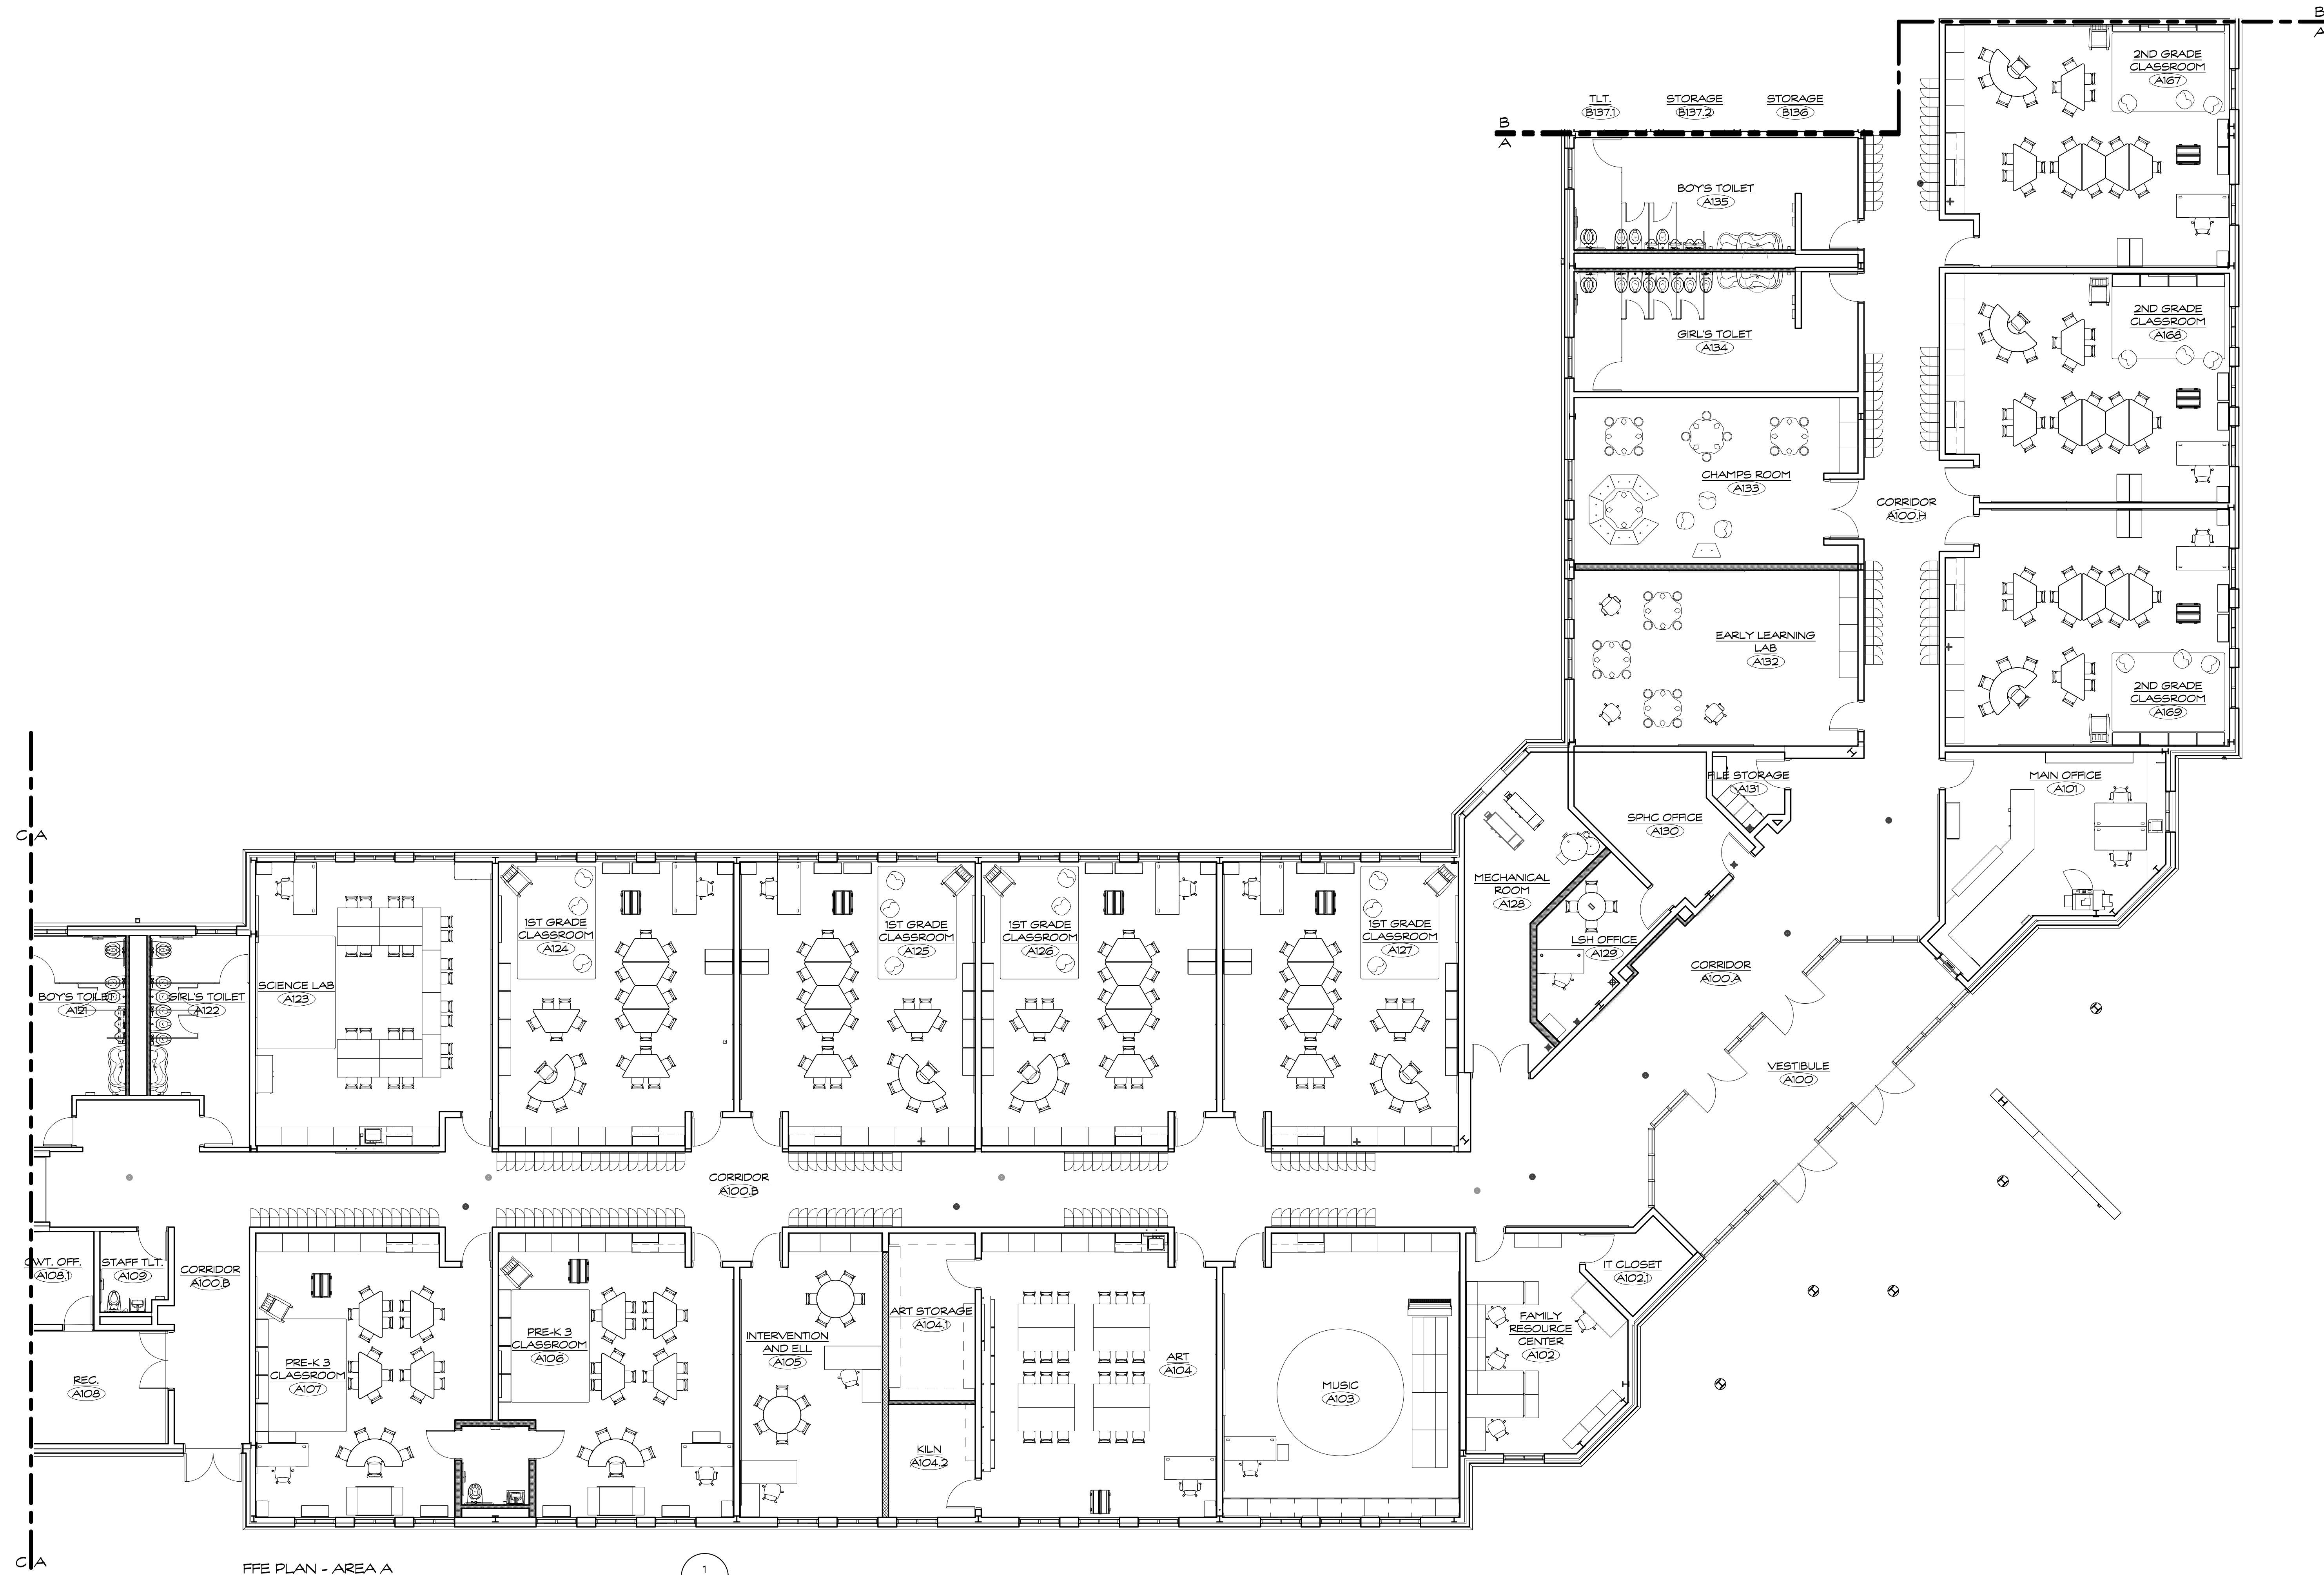 B
A
2ND GRADE
CLASSROOM
A167
TLT.
B137.1
STORAGE
B137.2
STORAGE
B136
B
A
BOYS TOILET
A135
2ND GRADE
CLASSROOM
A168
GIRL'S TOILET
A134
CHAMPS ROOM
A133
CORRIDOR
A100.H
EARLY LEARNING
LAB
A132
2ND GRADE
CLASSROOM
A169
FILE STORAGE
A131
MAIN OFFICE
A101
SPHC OFFICE
A130
C A
MECHANICAL
ROOM
A128
1ST GRADE
CLASSROOM
A124
1ST GRADE
CLASSROOM
A125
1ST GRADE
CLASSROOM
A126
1ST GRADE
CLASSROOM
A127
LSH OFFICE
A129
CORRIDOR
A100.A
SCIENCE LAB
A123
BOY'S TOILET
A121
GIRL'S TOILET
A122
VESTIBULE
A100
CORRIDOR
A100.B
OWT. OFF.
A108.1
STAFF TLT.
A109
CORRIDOR
A100.B
IT CLOSET
A102.1
ART STORAGE
A104.1
FAMILY
RESOURCE
CENTER
A102
PRE-K 3
CLASSROOM
A106
INTERVENTION
AND ELL
A105
PRE-K 3
CLASSROOM
A107
ART
A104
REC.
A108
MUSIC
A103
KILN
A104.2
C A
FFE PLAN - AREA A
1